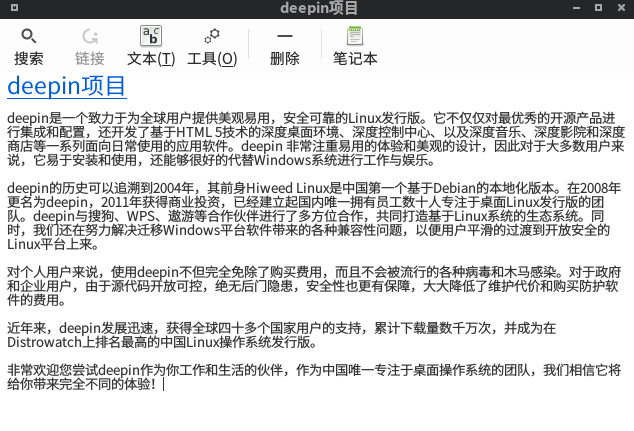 deepin项目
搜索 链接 文本(T) 工具(O) 删除 笔记本
deepin项目
deepin是一个致力于为全球用户提供美观易用，安全可靠的Linux发行版。它不仅仅对最优秀的开源产品进
行集成和配置，还开发了基于HTML 5技术的深度桌面环境、深度控制中心、以及深度音乐、深度影院和深度
商店等一系列面向日常使用的应用软件。deepin 非常注重易用的体验和美观的设计，因此对于大多数用户来
说，它易于安装和使用，还能够很好的代替Windows系统进行工作与娱乐。
deepin的历史可以追溯到2004年，其前身Hiweed Linux是中国第一个基于Debian的本地化版本。在2008年
更名为deepin，2011年获得商业投资，已经建立起国内唯一拥有员工数十人专注于桌面Linux发行版的团
队。deepin与搜狗、WPS、遨游等合作伙伴进行了多方位合作，共同打造基于Linux系统的生态系统。同
时，我们还在努力解决迁移Windows平台软件带来的各种兼容性问题，以便用户平滑的过渡到开放安全的
Linux平台上来。
对个人用户来说，使用deepin不但完全免除了购买费用，而且不会被流行的各种病毒和木马感染。对于政府
和企业用户，由于源代码开放可控，绝无后门隐患，安全性也更有保障，大大降低了维护代价和购买防护软
件的费用。
近年来，deepin发展迅速，获得全球四十多个国家用户的支持，累计下载量数千万次，并成为在
Distrowatch上排名最高的中国Linux操作系统发行版。
非常欢迎您尝试deepin作为你工作和生活的伙伴，作为中国唯一专注于桌面操作系统的团队，我们相信它将
给你带来完全不同的体验！